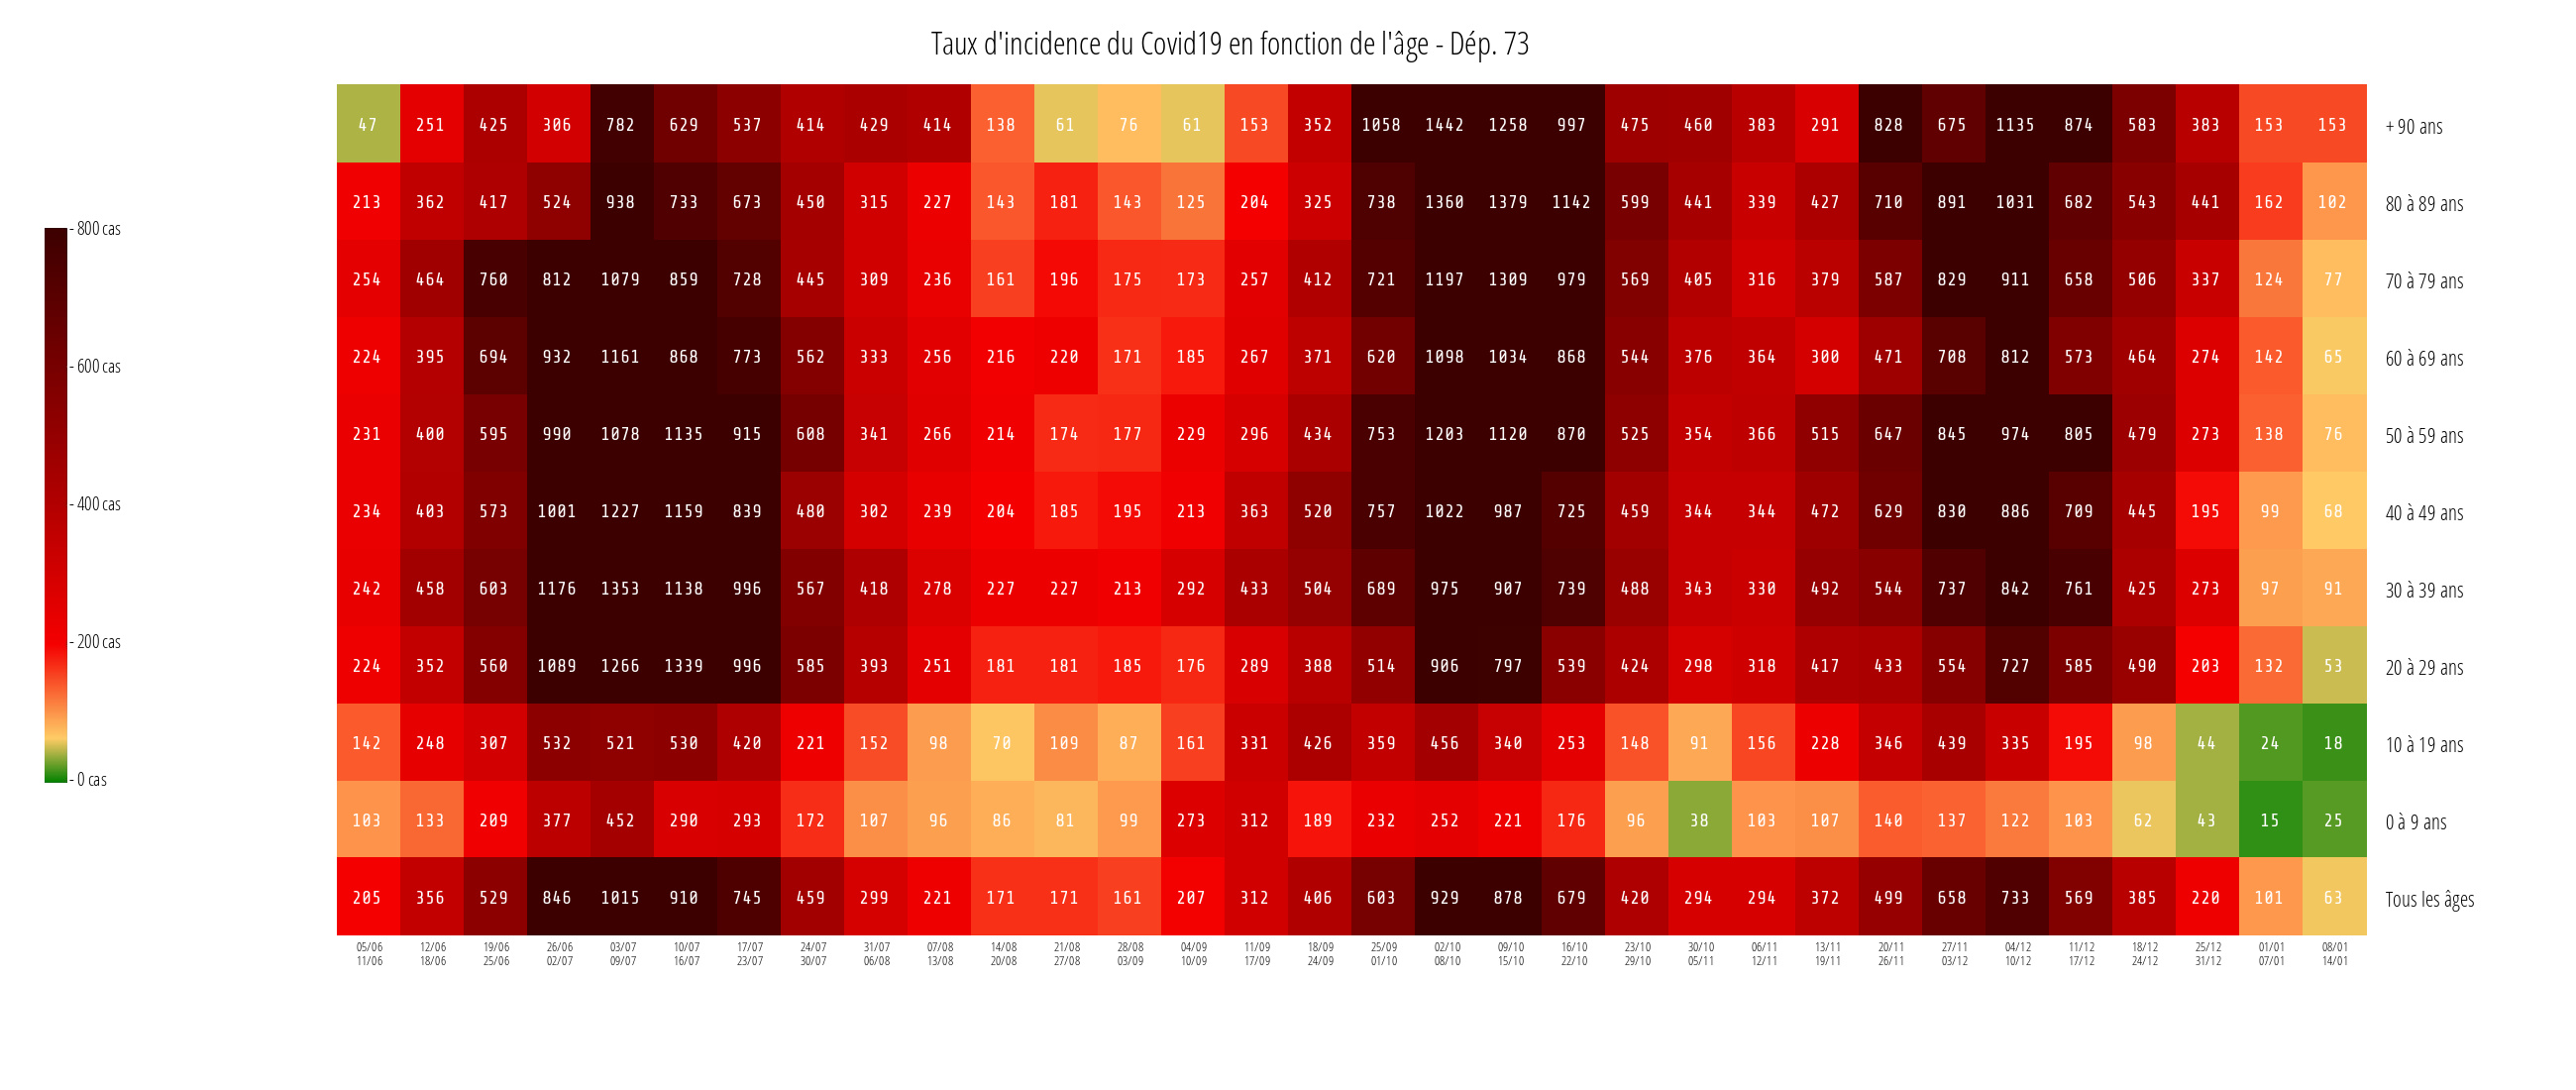 Taux d'incidence du Covid19 en fonction de l'âge - Dép. 73
47 251 425 306 782 629 537 414 429 414 138 61 76 61 153 352 1058 1442 1258 997 475 460 383 291 828 675 1135 874 583 383 153 153 + 90 ans
213 362 417 524 938 733 673 450 315 227 143 181 143 125 204 325 738 1360 1379 1142 599 441 339 427 710 891 1031 682 543 441 162 102 80 à 89 ans
- 800 cas
254 464 760 812 1079 859 728 445 309 236 161 196 175 173 257 412 721 1197 1309 979 569 405 316 379 587 829 911 658 506 337 124 77 70 à 79 ans
224 395 694 932 1161 868 773 562 333 256 216 220 171 185 267 371 620 1098 1034 868 544 376 364 300 471 708 812 573 464 274 142 65 60 à 69 ans
- 600 cas
231 400 595 990 1078 1135 915 608 341 266 214 174 177 229 296 434 753 1203 1120 870 525 354 366 515 647 845 974 805 479 273 138 76 50 à 59 ans
- 400 cas
234 403 573 1001 1227 1159 839 480 302 239 204 185 195 213 363 520 757 1022 987 725 459 344 344 472 629 830 886 709 445 195 99 68 40 à 49 ans
242 458 603 1176 1353 1138 996 567 418 278 227 227 213 292 433 504 689 975 907 739 488 343 330 492 544 737 842 761 425 273 97 91 30 à 39 ans
- 200 cas
224 352 560 1089 1266 1339 996 585 393 251 181 181 185 176 289 388 514 906 797 539 424 298 318 417 433 554 727 585 490 203 132 53 20 à 29 ans
142 248 307 532 521 530 420 221 152 98 70 109 87 161 331 426 359 456 340 253 148 91 156 228 346 439 335 195 98 44 24 18 10 à 19 ans
- 0 cas
103 133 209 377 452 290 293 172 107 96 86 81 99 273 312 189 232 252 221 176 96 38 103 107 140 137 122 103 62 43 15 25 0 à 9 ans
205 356 529 846 1015 910 745 459 299 221 171 171 161 207 312 406 603 929 878 679 420 294 294 372 499 658 733 569 385 220 101 63 Tous les âges
05/06 12/06 19/06 26/06 03/07 10/07 17/07 24/07 31/07 07/08 14/08 21/08 28/08 04/09 11/09 18/09 25/09 02/10 09/10 16/10 23/10 30/10 06/11 13/11 20/11 27/11 04/12 11/12 18/12 25/12 01/01 08/01
11/06 18/06 25/06 02/07 09/07 16/07 23/07 30/07 06/08 13/08 20/08 27/08 03/09 10/09 17/09 24/09 01/10 08/10 15/10 22/10 29/10 05/11 12/11 19/11 26/11 03/12 10/12 17/12 24/12 31/12 07/01 14/01